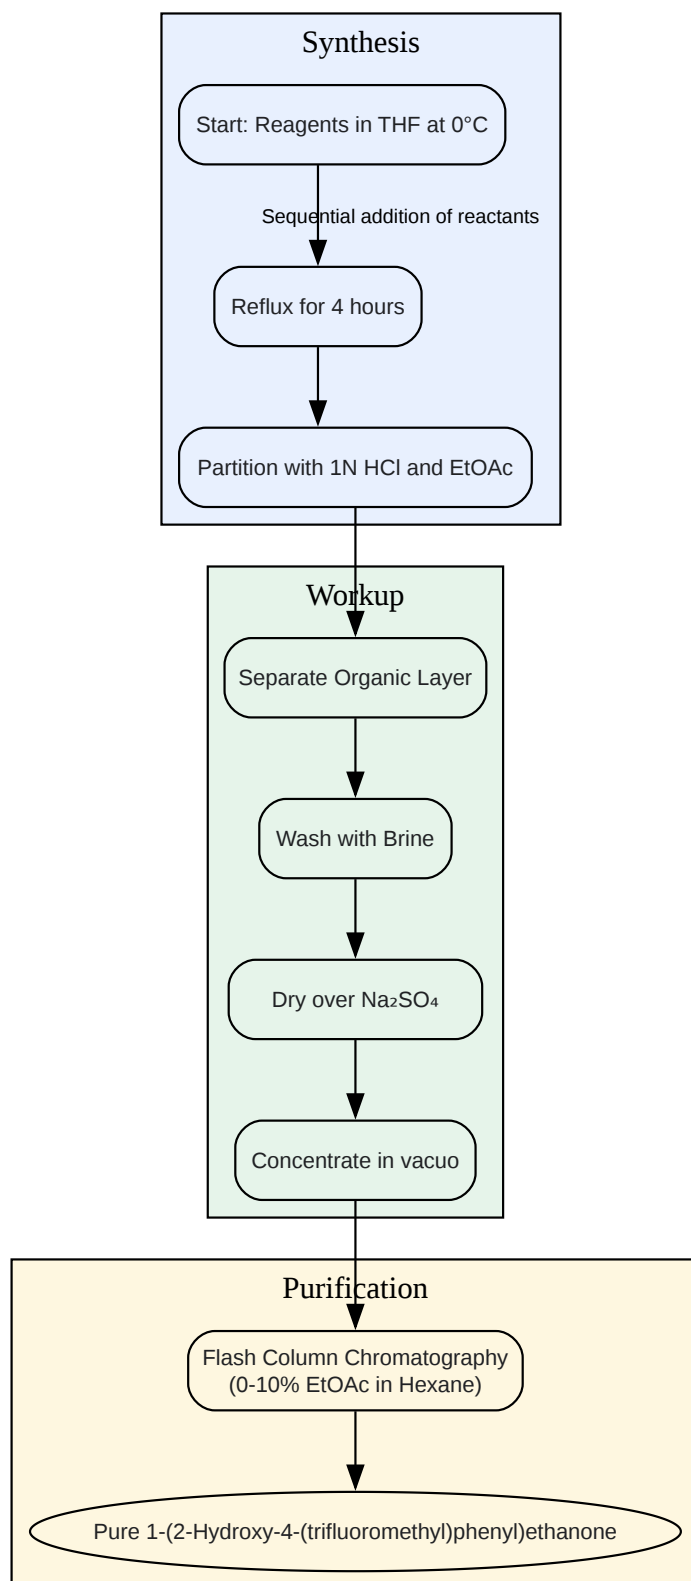 Synthesis
Start: Reagents in THF at 0°C
Sequential addition of reactants
Reflux for 4 hours
Partition with 1N HCl and EtOAc
Workup
Separate Organic Layer
Wash with Brine
Dry over Na₂SO₄
Concentrate in vacuo
Purification
Flash Column Chromatography
(0-10% EtOAc in Hexane)
Pure 1-(2-Hydroxy-4-(trifluoromethyl)phenyl)ethanone